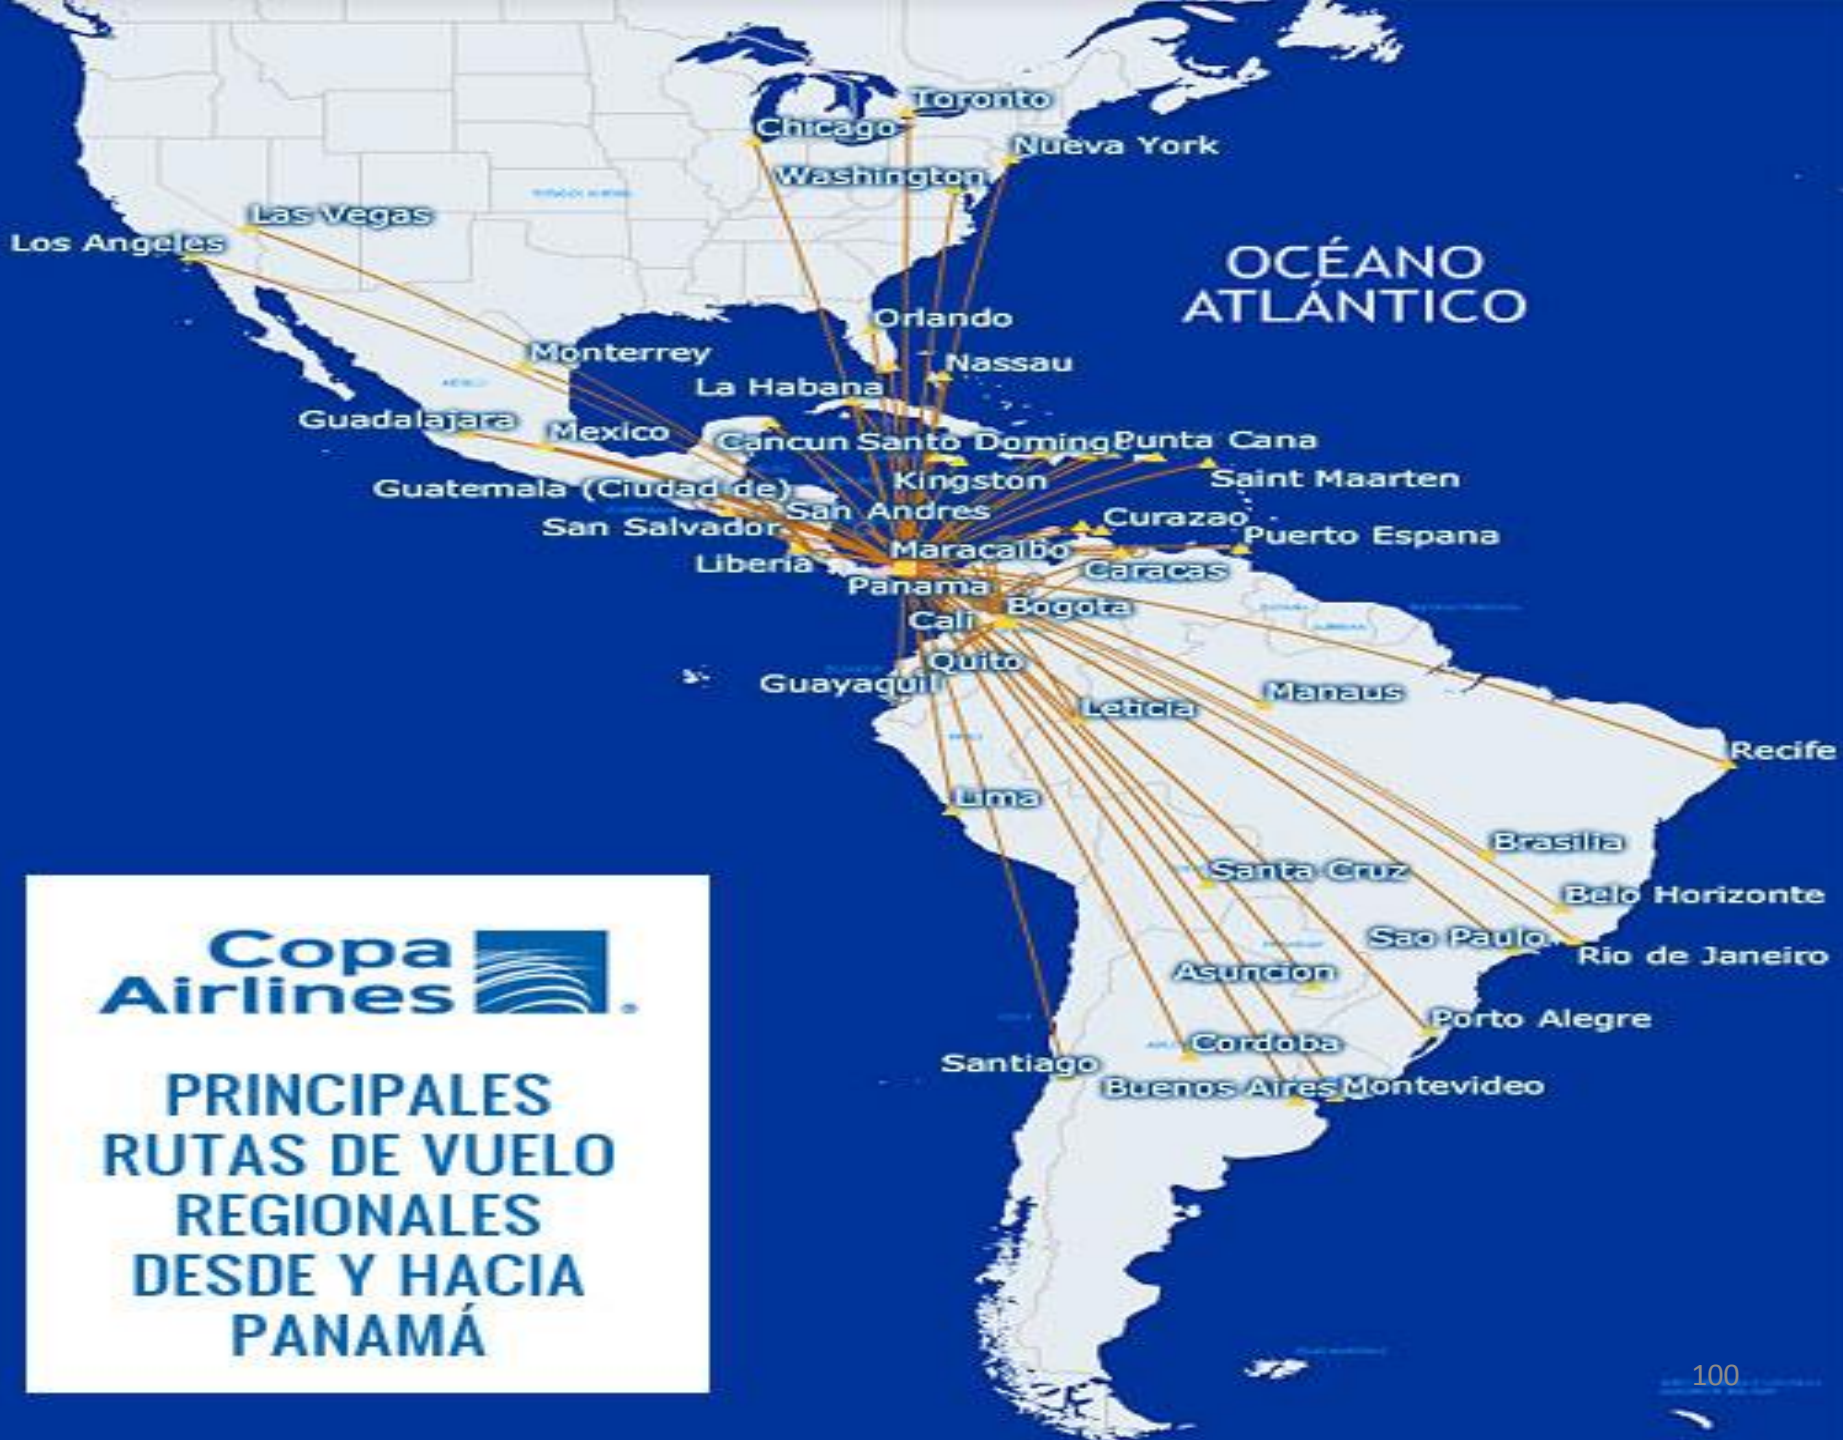 Toronto
Chicago
Nueva York
Washington
Las Vegas
Los Angeles
OCÉANO
ATLÁNTICO
Orlando
Monterrey
Nassau
La Habana
Guadalajara
Mexico
Cancun
Santo Doming
Punta Cana
Kingston
Saint Maarten
Guatemala (Ciudad de)
San Andres
San Salvador
Curazao
Puerto Espana
Maracaibo
Liberia
Caracas
Panama
Bogota
Cali
Quito
Guayaquil
Manaus
Leticia
Recife
Lima
Brasilia
Santa Cruz
Belo Horizonte
Sao Paulo
Rio de Janeiro
Asuncion
Porto Alegre
Cordoba
Santiago
Buenos Aires
Montevideo
Copa
Airlines
PRINCIPALES
RUTAS DE VUELO
REGIONALES
DESDE Y HACIA
PANAMÁ
100